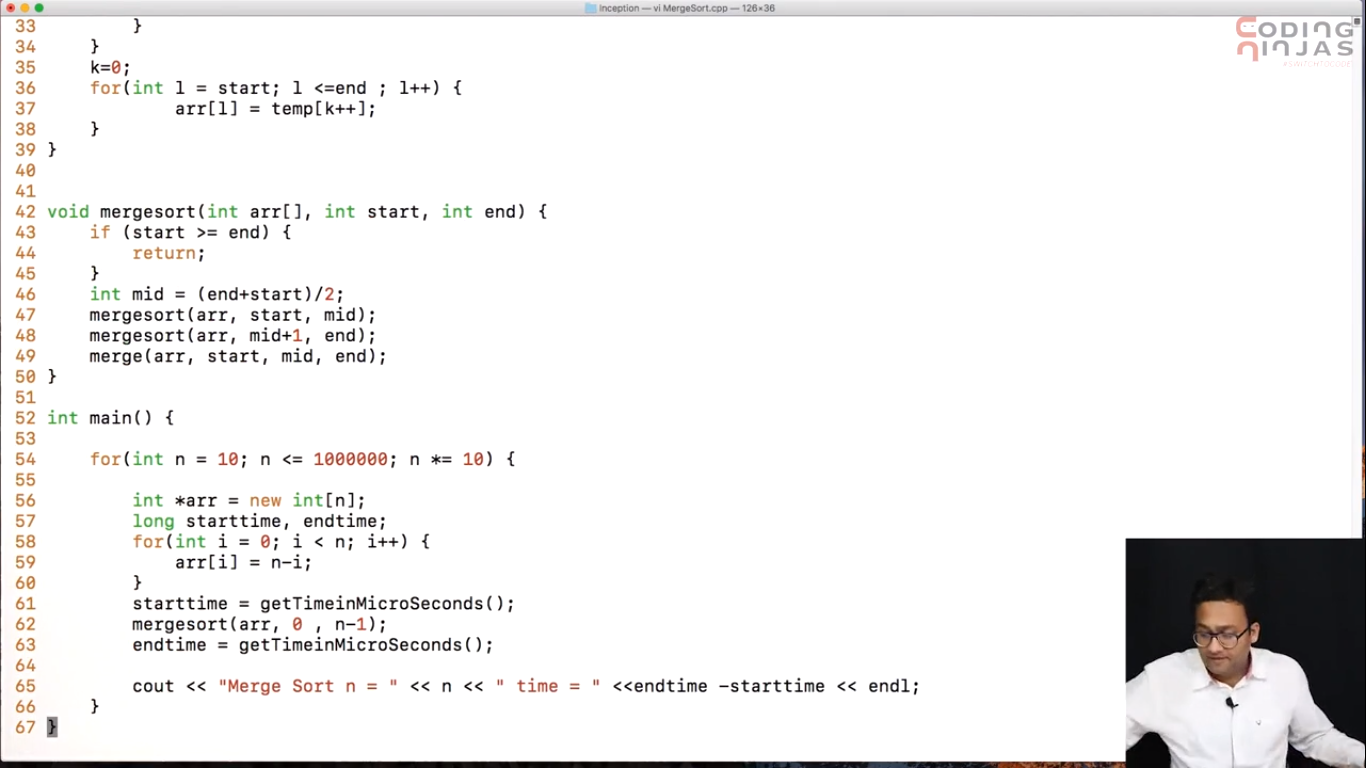 Inception — vi MergeSort.cpp — 126×36
CODING
NINJAS
33 }
34 }
35 k=0;
36 for(int l = start; l <=end ; l++) {
37 arr[l] = temp[k++];
38 }
39 }
40
41
42 void mergesort(int arr[], int start, int end) {
43 if (start >= end) {
44 return;
45 }
46 int mid = (end+start)/2;
47 mergesort(arr, start, mid);
48 mergesort(arr, mid+1, end);
49 merge(arr, start, mid, end);
50 }
51
52 int main() {
53
54 for(int n = 10; n <= 1000000; n *= 10) {
55
56 int *arr = new int[n];
57 long starttime, endtime;
58 for(int i = 0; i < n; i++) {
59 arr[i] = n-i;
60 }
61 starttime = getTimeinMicroSeconds();
62 mergesort(arr, 0 , n-1);
63 endtime = getTimeinMicroSeconds();
64
65 cout << "Merge Sort n = " << n << " time = " <<endtime -starttime << endl;
66 }
67 }